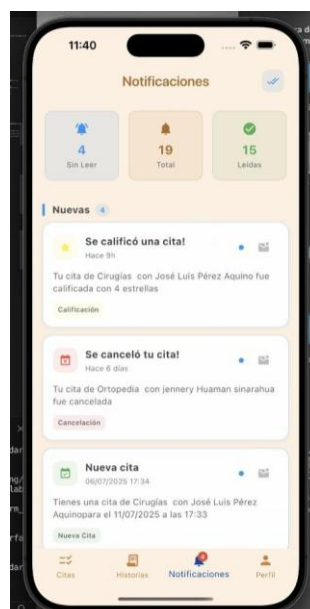 11:40
Notificaciones
4
Sin Leer
19
Total
15
Leidas
Nuevas 4
Se calificó una cita!
Hace 9h
Tu cita de Cirugías con José Luis Pérez Aquino fue
calificada con 4 estrellas
Calificación
Se canceló tu cita!
Hace 6 días
Tu cita de Ortopedia con jennery Huaman sinarahua
fue cancelada
Cancelación
Nueva cita
06/07/2025 17:34
Tienes una cita de Cirugías con José Luis Pérez
Aquinopara el 11/07/2025 a las 17:33
Nueva Cita
Citas
Historias
Notificaciones
Perfil